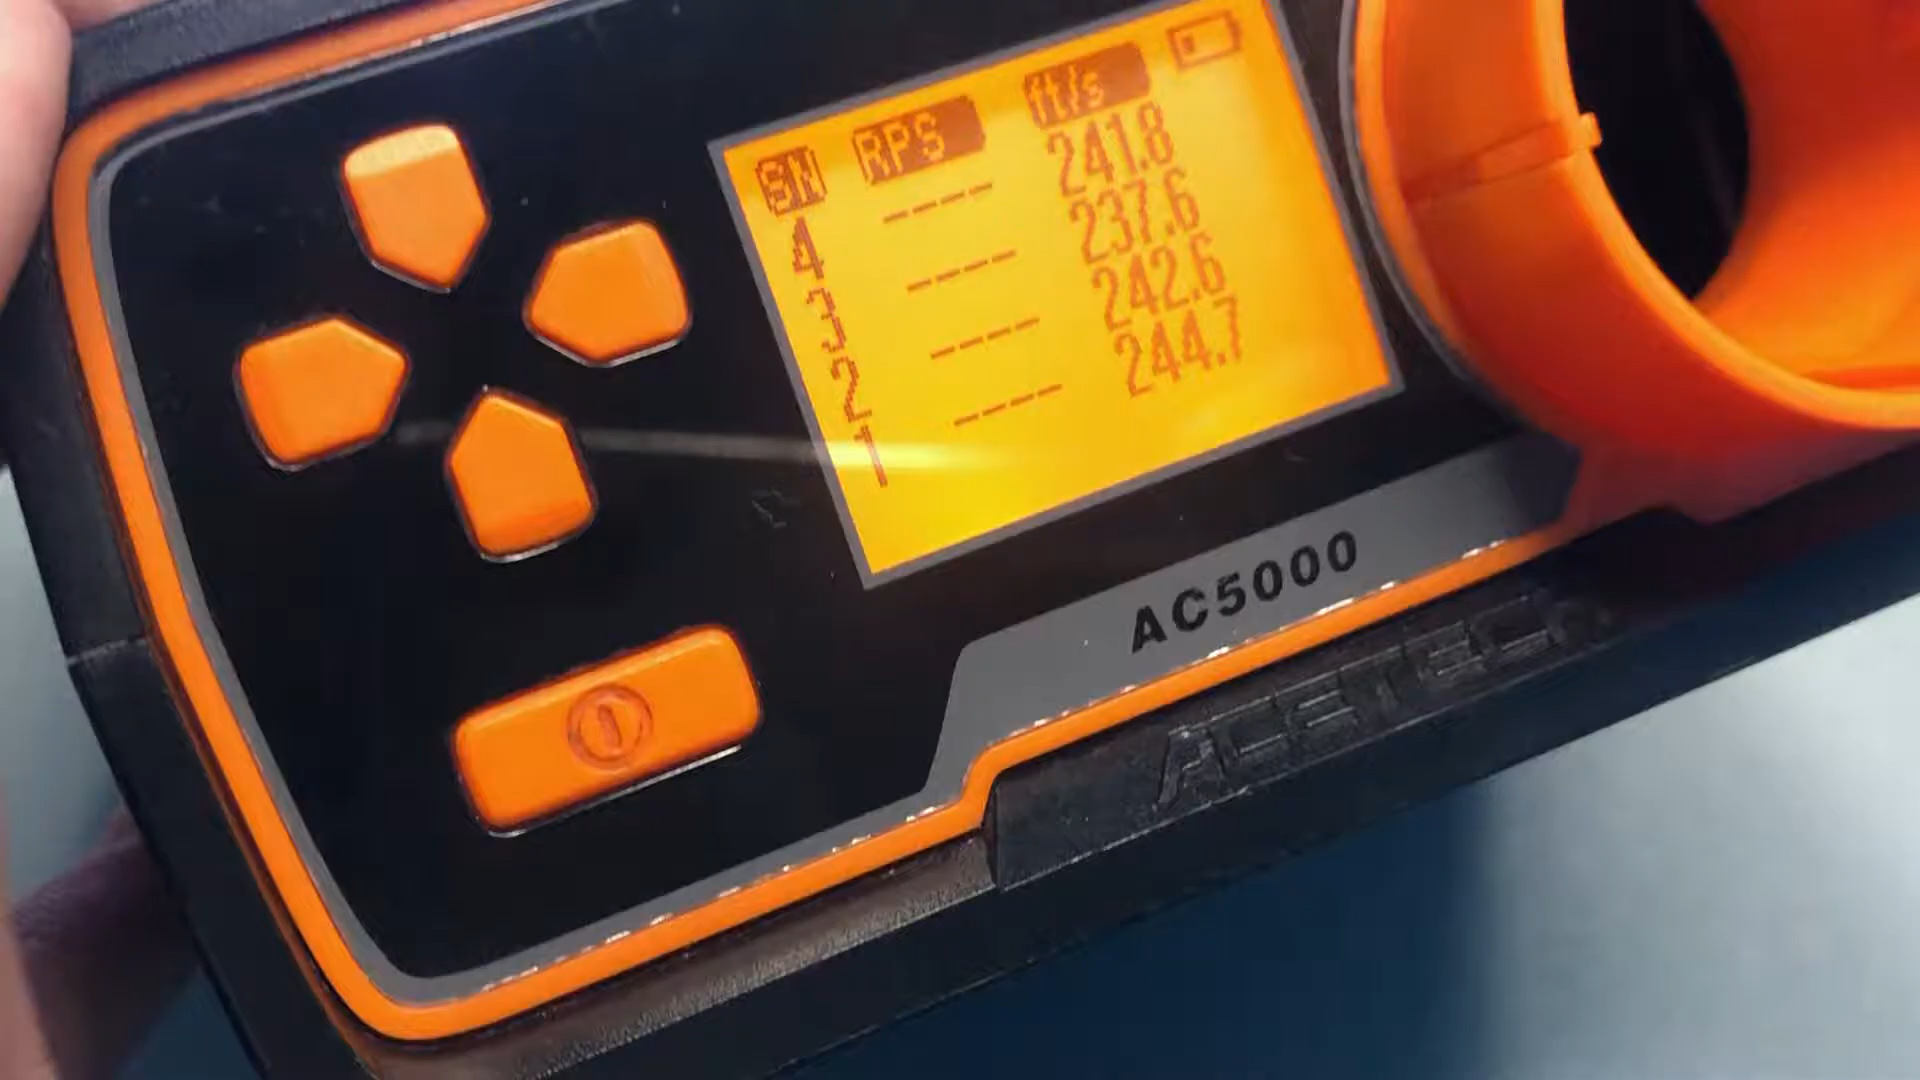 SN RPS ft/s
4 ---- 241.8
3 ---- 237.6
2 ---- 242.6
1 ---- 244.7
AC5000
ACETECH